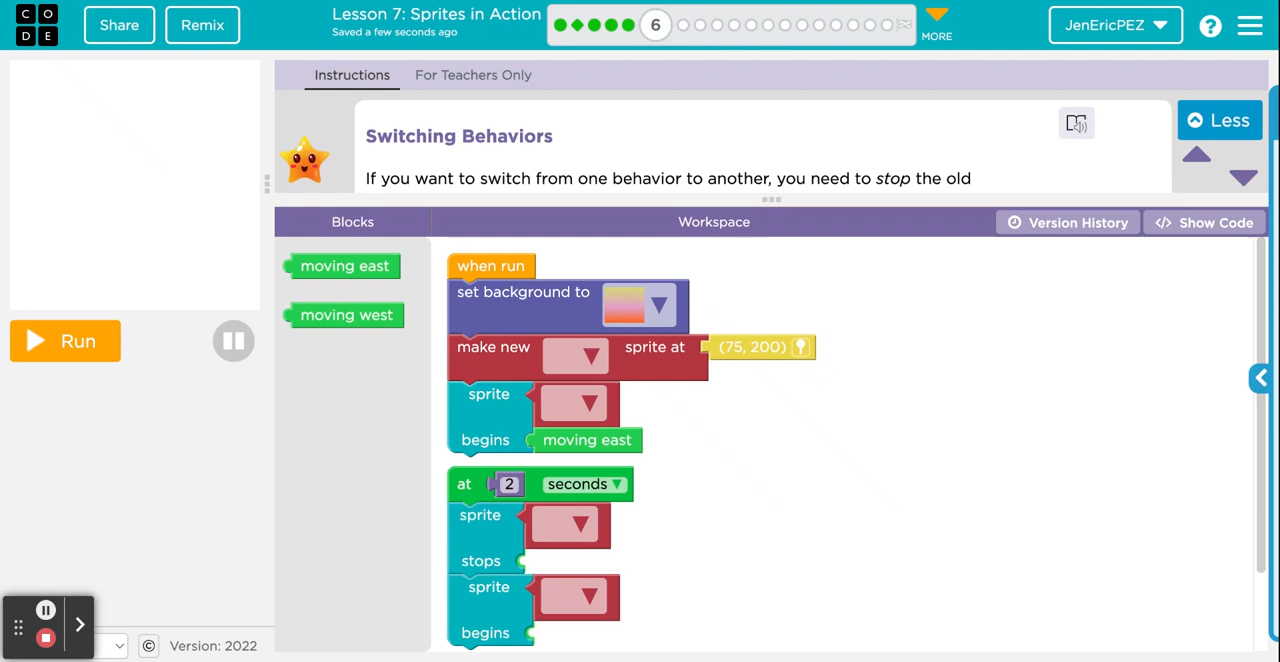 C O
D E
Share
Remix
Lesson 7: Sprites in Action
Saved a few seconds ago
6
MORE
JenEricPEZ
?
Instructions
For Teachers Only
Switching Behaviors
Less
If you want to switch from one behavior to another, you need to stop the old
Blocks
Workspace
Version History
</> Show Code
moving east
moving west
Run
when run
set background to
make new
sprite at
(75, 200)
sprite
begins
moving east
at 2 seconds
sprite
stops
sprite
begins
© Version: 2022